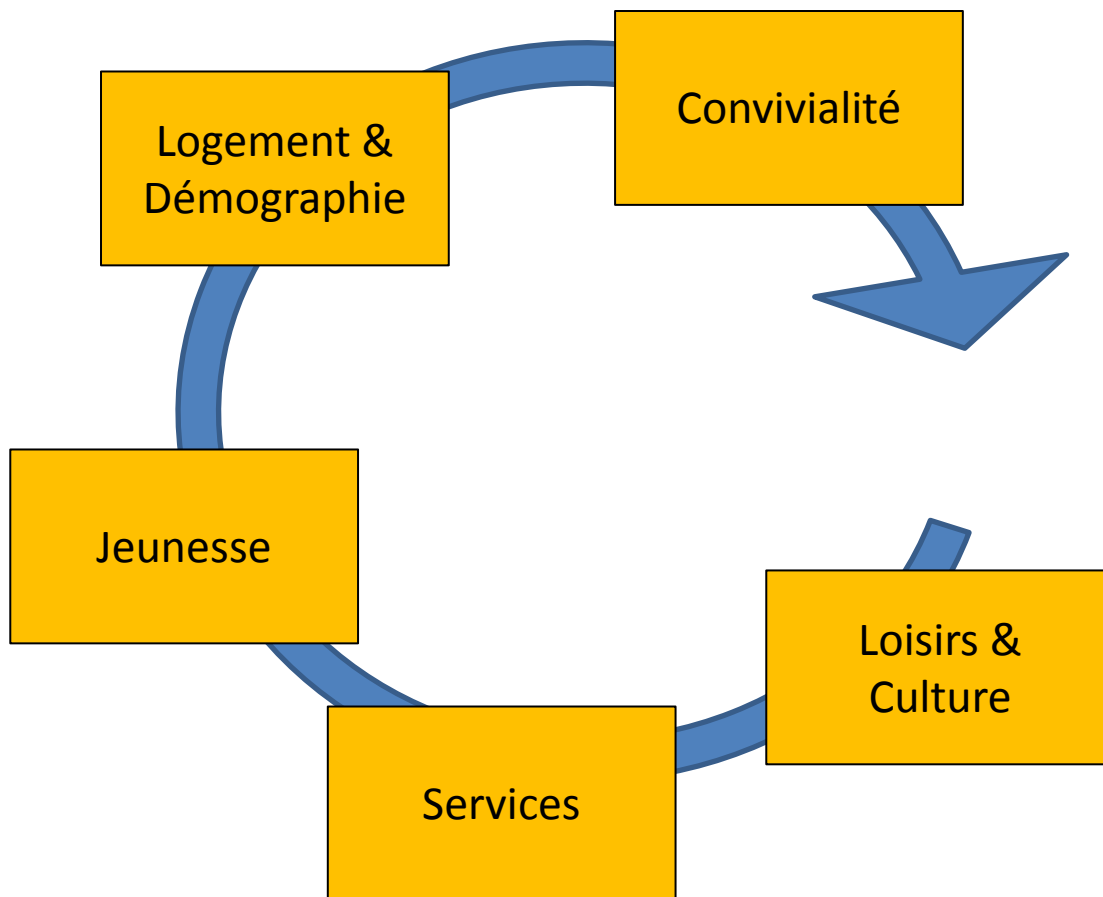 Convivialité
Logement &
Démographie
Jeunesse
Loisirs &
Culture
Services